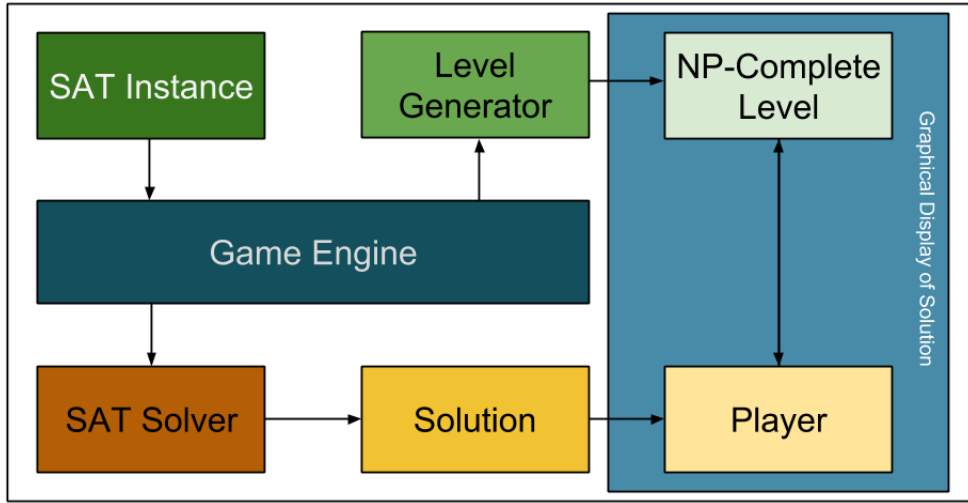 SAT Instance
Level
Generator
NP-Complete
Level
Graphical Display of Solution
Game Engine
SAT Solver
Solution
Player